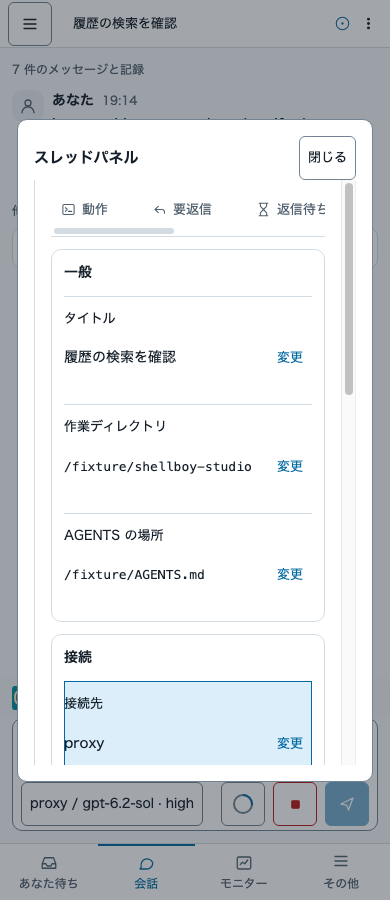 履歴の検索を確認
7 件のメッセージと記録
あなた 19:14
スレッドパネル
閉じる
動作
要返信
返信待ち
一般
タイトル
履歴の検索を確認
変更
作業ディレクトリ
/fixture/shellboy-studio
変更
AGENTS の場所
/fixture/AGENTS.md
変更
接続
接続先
proxy
変更
proxy / gpt-6.2-sol · high
あなた待ち
会話
モニター
その他